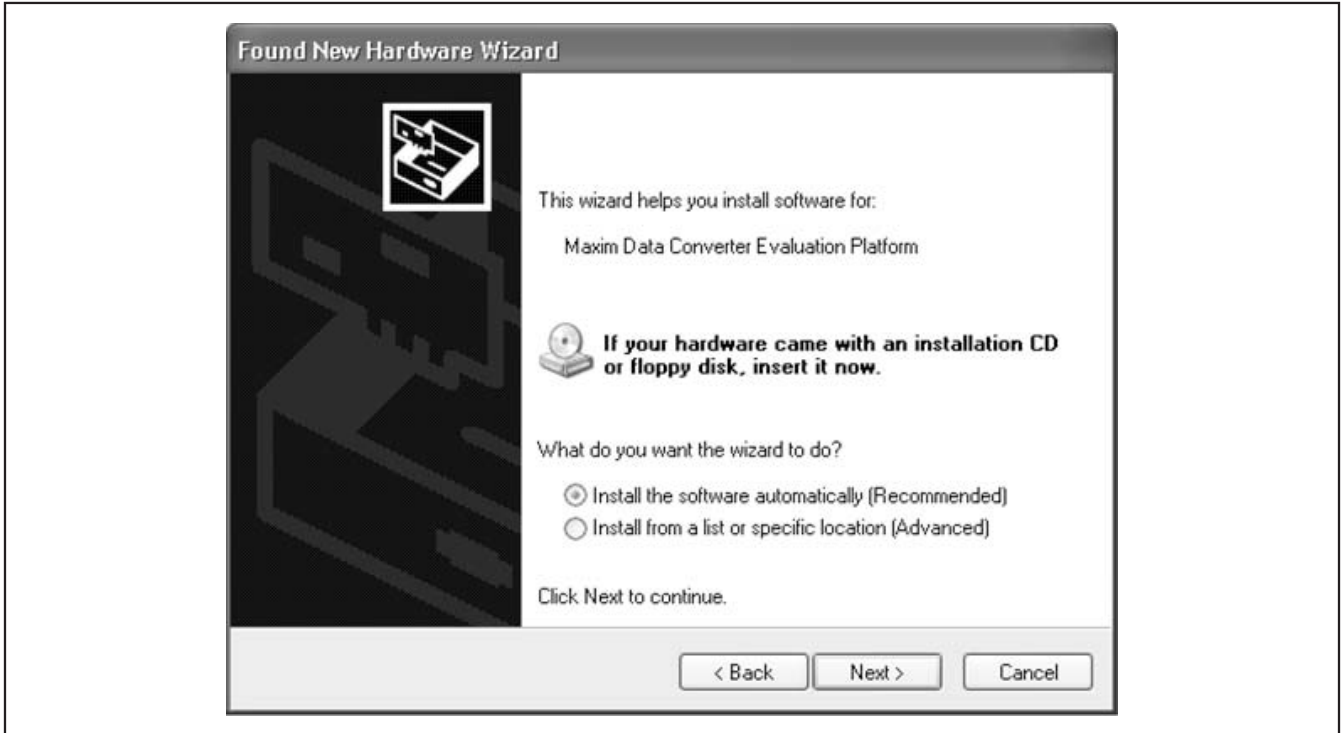 Found New Hardware Wizard
This wizard helps you install software for:
Maxim Data Converter Evaluation Platform
If your hardware came with an installation CD
or floppy disk, insert it now.
What do you want the wizard to do?
Install the software automatically (Recommended)
Install from a list or specific location (Advanced)
Click Next to continue.
< Back Next > Cancel